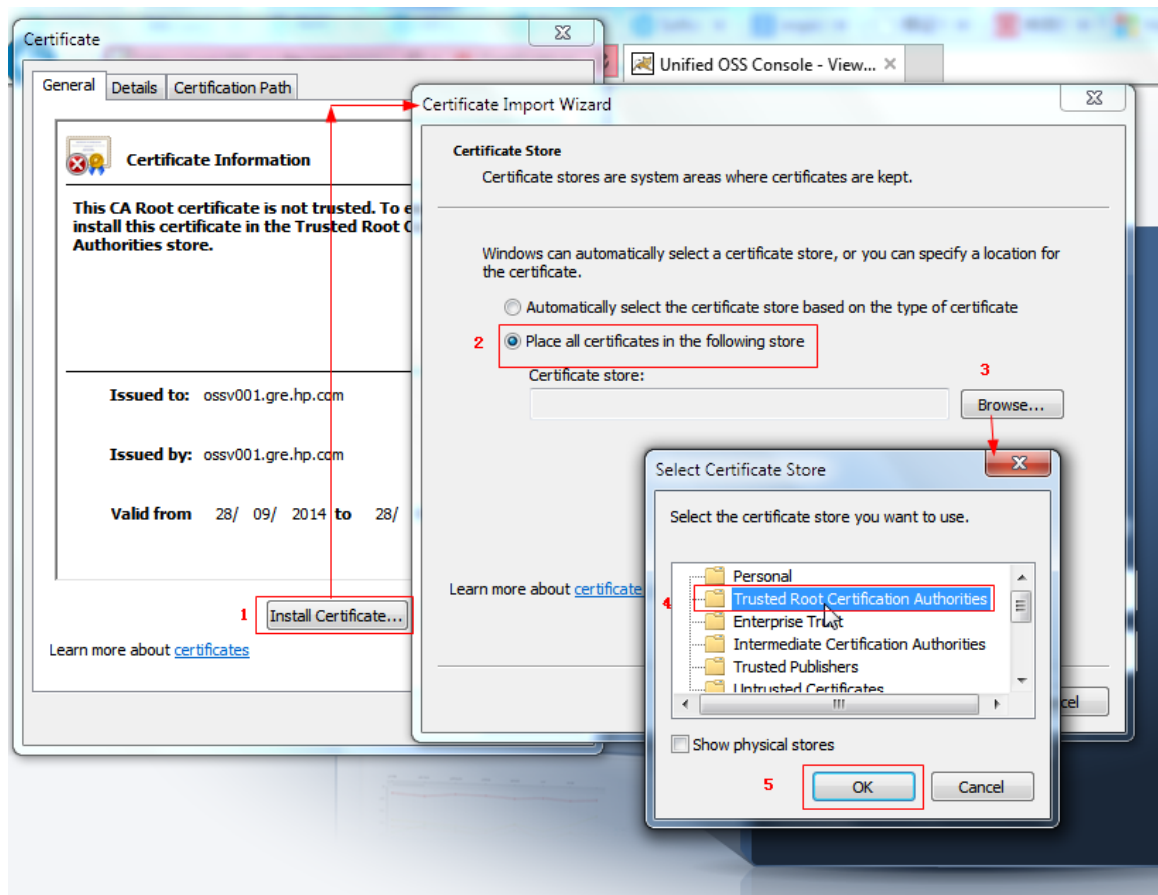 Certificate
Unified OSS Console - View...
General
Details
Certification Path
Certificate Information
This CA Root certificate is not trusted. To e
install this certificate in the Trusted Root C
Authorities store.
Issued to: ossv001.gre.hp.com
Issued by: ossv001.gre.hp.com
Valid from 28/ 09/ 2014 to 28/
1
Install Certificate...
Learn more about certificates
Certificate Import Wizard
Certificate Store
Certificate stores are system areas where certificates are kept.
Windows can automatically select a certificate store, or you can specify a location for
the certificate.
Automatically select the certificate store based on the type of certificate
2
Place all certificates in the following store
Certificate store:
3
Browse...
Learn more about certificate
cel
Select Certificate Store
Select the certificate store you want to use.
Personal
4
Trusted Root Certification Authorities
Enterprise Trust
Intermediate Certification Authorities
Trusted Publishers
Untrusted Certificates
Show physical stores
5
OK
Cancel